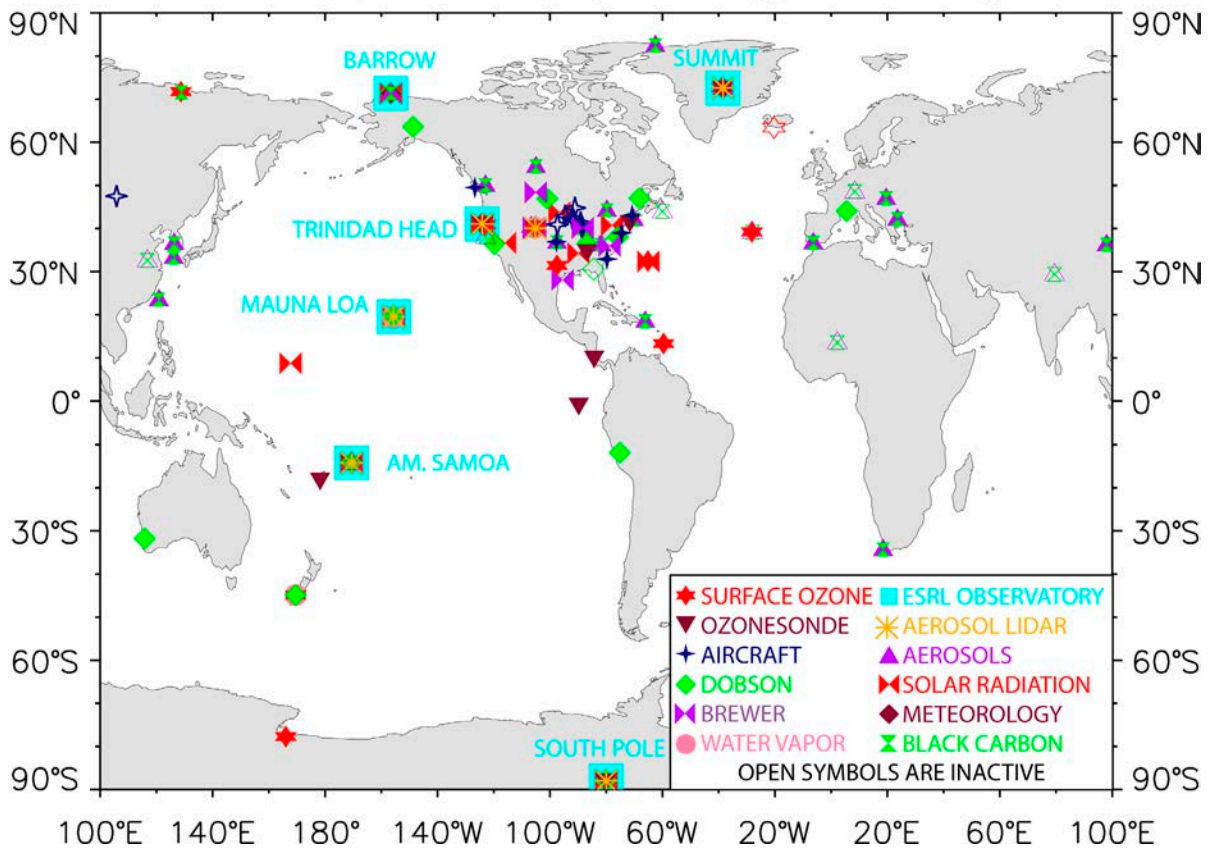 90°N 90°N
BARROW SUMMIT
60°N 60°N
TRINIDAD HEAD
30°N 30°N
MAUNA LOA
0° 0°
AM. SAMOA
30°S 30°S
SURFACE OZONE ESRL OBSERVATORY
OZONESONDE AEROSOL LIDAR
AIRCRAFT AEROSOLS
60°S 60°S
DOBSON SOLAR RADIATION
BREWER METEOROLOGY
SOUTH POLE WATER VAPOR BLACK CARBON
OPEN SYMBOLS ARE INACTIVE
90°S 90°S
100°E 140°E 180° 140°W 100°W 60°W 20°W 20°E 60°E 100°E